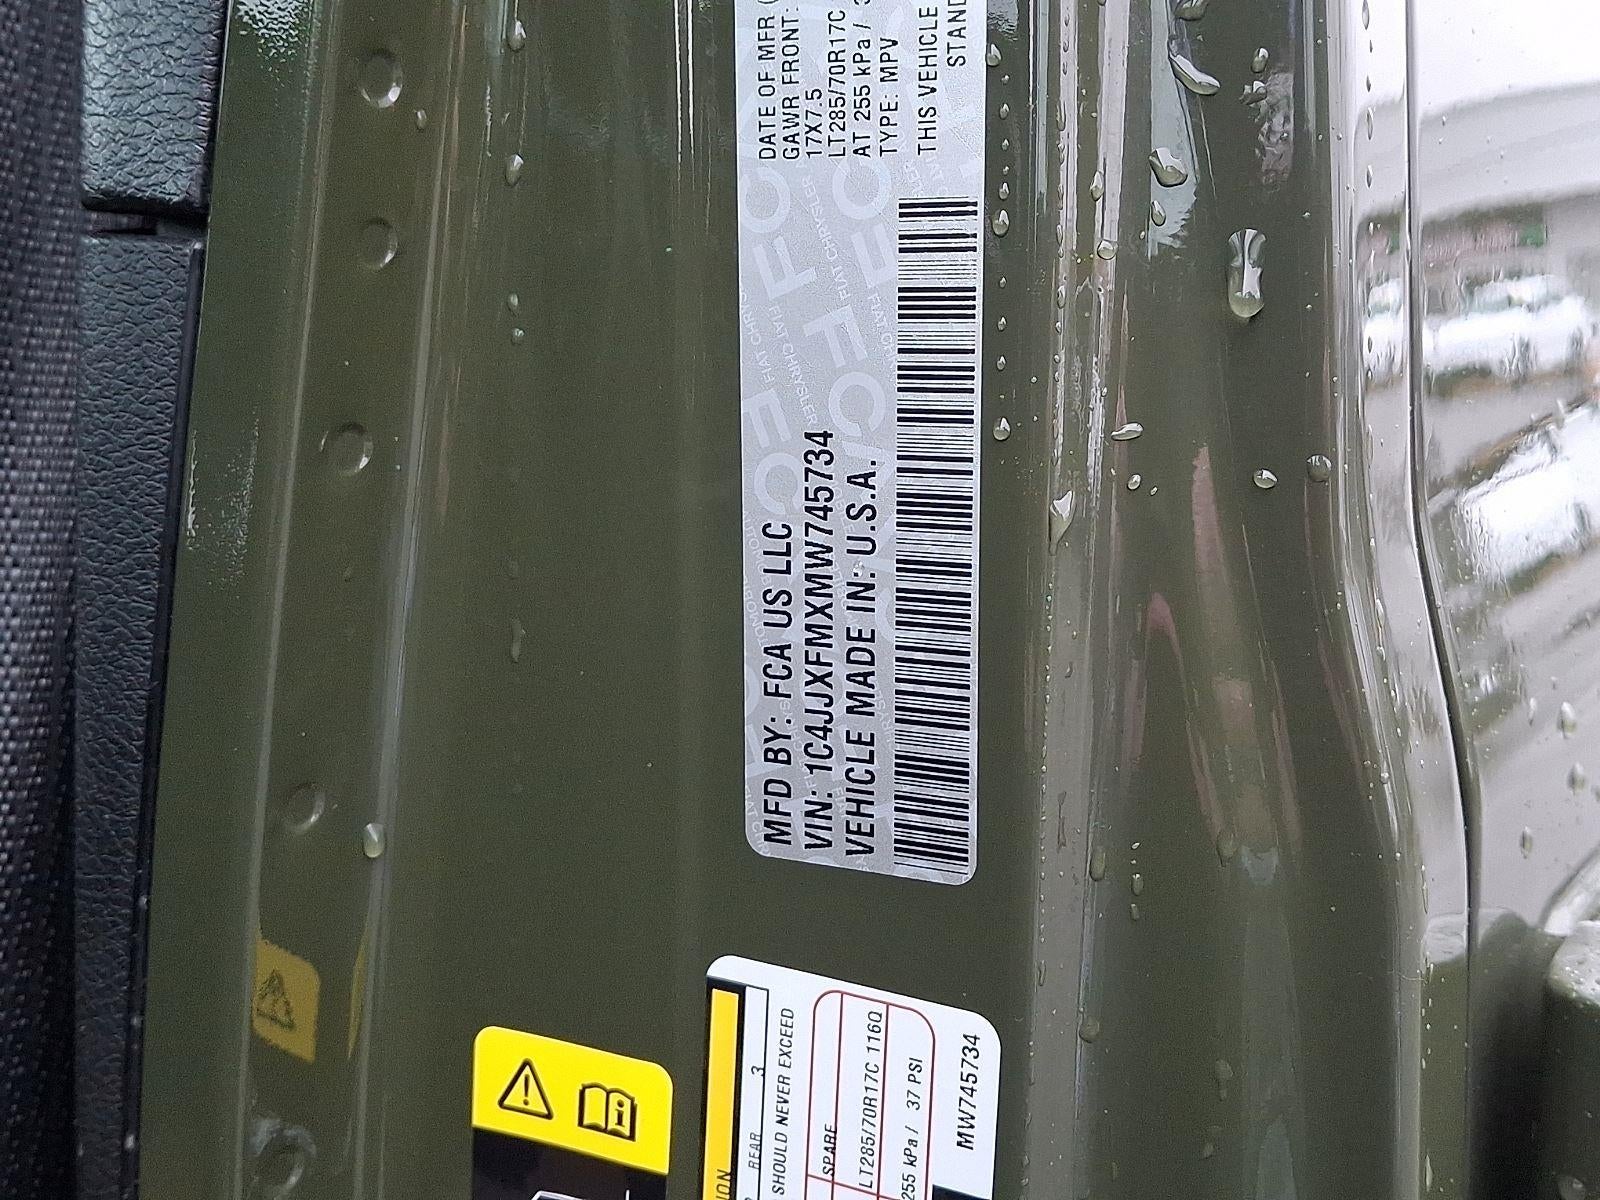 MFD BY: FCA US LLC
VIN: 1C4JJXFMXMW745734
VEHICLE MADE IN: U.S.A.
DATE OF MFR
GAWR FRONT:
17X7.5
LT285/70R17C
AT 255 kPa /
TYPE: MPV
THIS VEHICLE
STAND
REAR 3
SHOULD NEVER EXCEED
SPARE
LT285/70R17C 116Q
255 kPa / 37 PSI
MW745734